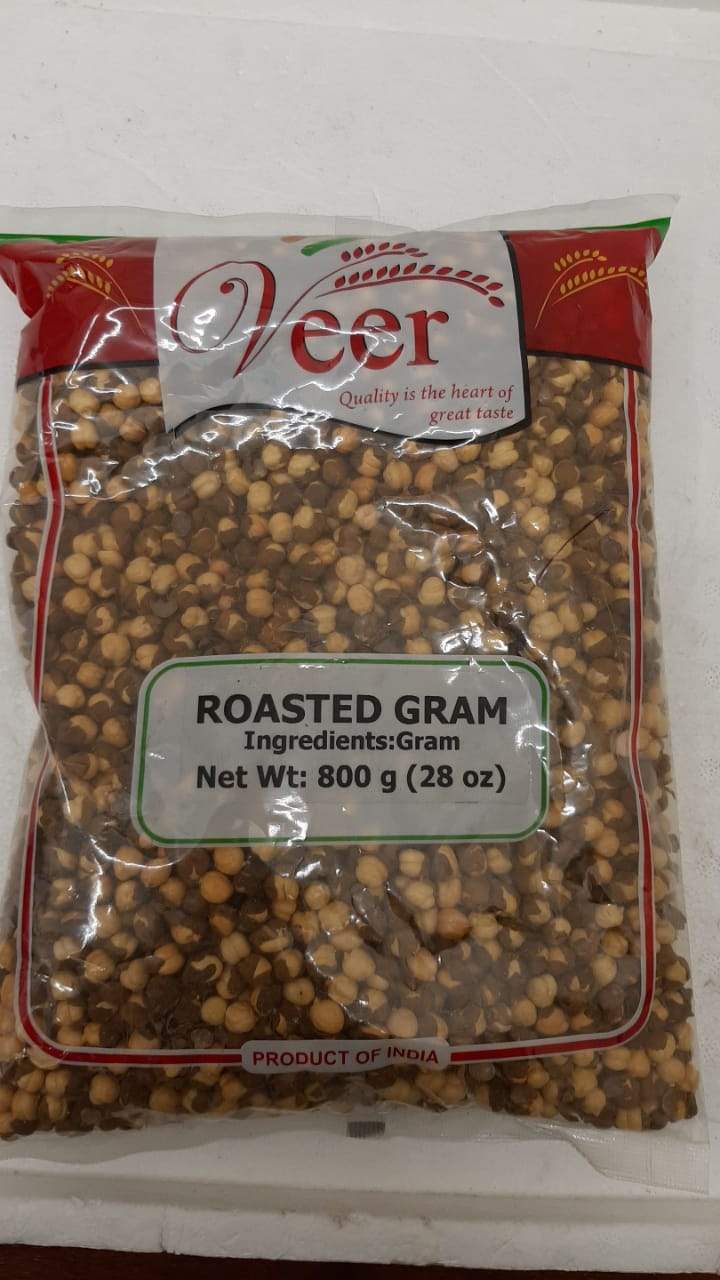 Veer
Quality is the heart of
great taste
ROASTED GRAM
Ingredients:Gram
Net Wt: 800 g (28 oz)
PRODUCT OF INDIA